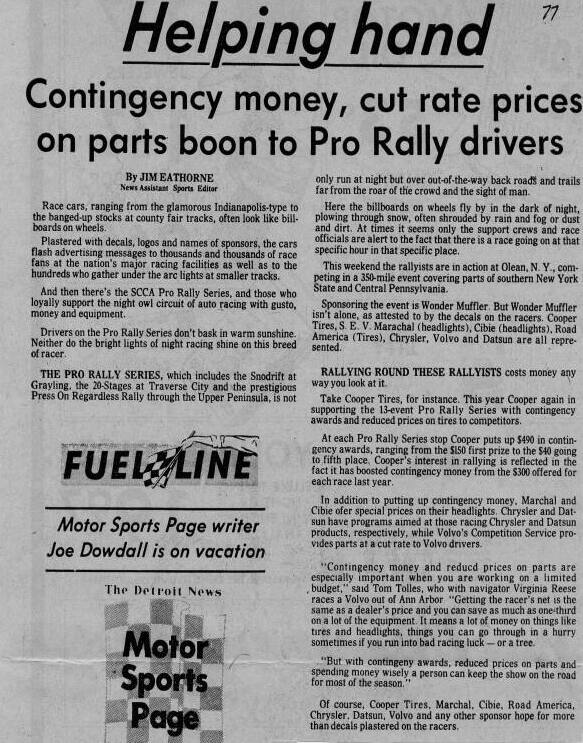 77
Helping hand
Contingency money, cut rate prices
on parts boon to Pro Rally drivers
By JIM EATHORNE
News Assistant Sports Editor
Race cars, ranging from the glamorous Indianapolis-type to
the banged-up stocks at county fair tracks, often look like bill-
boards on wheels.
Plastered with decals, logos and names of sponsors, the cars
flash advertising messages to thousands and thousands of race
fans at the nation's major racing facilities as well as to the
hundreds who gather under the arc lights at smaller tracks.
And then there's the SCCA Pro Rally Series, and those who
loyally support the night owl circuit of auto racing with gusto,
money and equipment.
Drivers on the Pro Rally Series don't bask in warm sunshine.
Neither do the bright lights of night racing shine on this breed
of racer.
THE PRO RALLY SERIES, which includes the Snodrift at
Grayling, the 20-Stages at Traverse City and the prestigious
Press On Regardless Rally through the Upper Peninsula, is not
FUEL LINE
Motor Sports Page writer
Joe Dowdall is on vacation
The Detroit News
Motor
Sports
Page
only run at night but over out-of-the-way back roads and trails
far from the roar of the crowd and the sight of man.
Here the billboards on wheels fly by in the dark of night,
plowing through snow, often shrouded by rain and fog or dust
and dirt. At times it seems only the support crews and race
officials are alert to the fact that there is a race going on at that
specific hour in that specific place.
This weekend the rallyists are in action at Olean, N. Y., com-
peting in a 350-mile event covering parts of southern New York
State and Central Pennsylvania.
Sponsoring the event is Wonder Muffler. But Wonder Muffler
isn't alone, as attested to by the decals on the racers. Cooper
Tires, S. E. V. Marachal (headlights), Cibie (headlights), Road
America (Tires), Chrysler, Volvo and Datsun are all repre-
sented.
RALLYING ROUND THESE RALLYISTS costs money any
way you look at it.
Take Cooper Tires, for instance. This year Cooper again in
supporting the 13-event Pro Rally Series with contingency
awards and reduced prices on tires to competitors.
At each Pro Rally Series stop Cooper puts up $490 in contin-
gency awards, ranging from the $150 first prize to the $40 going
to fifth place. Cooper's interest in rallying is reflected in the
fact it has boosted contingency money from the $300 offered for
each race last year.
In addition to putting up contingency money, Marchal and
Cibie ofer special prices on their headlights. Chrysler and Dat-
sun have programs aimed at those racing Chrysler and Datsun
products, respectively, while Volvo's Competition Service pro-
vides parts at a cut rate to Volvo drivers.
"Contingency money and reducd prices on parts are
especially important when you are working on a limited
budget," said Tom Tolles, who with navigator Virginia Reese
races a Volvo out of Ann Arbor "Getting the racer's net is the
same as a dealer's price and you can save as much as one-third
on a lot of the equipment. It means a lot of money on things like
tires and headlights, things you can go through in a hurry
sometimes if you run into bad racing luck — or a tree.
"But with contingeny awards, reduced prices on parts and
spending money wisely a person can keep the show on the road
for most of the season."
Of course, Cooper Tires, Marchal, Cibie, Road America,
Chrysler, Datsun, Volvo and any other sponsor hope for more
than decals plastered on the racers.